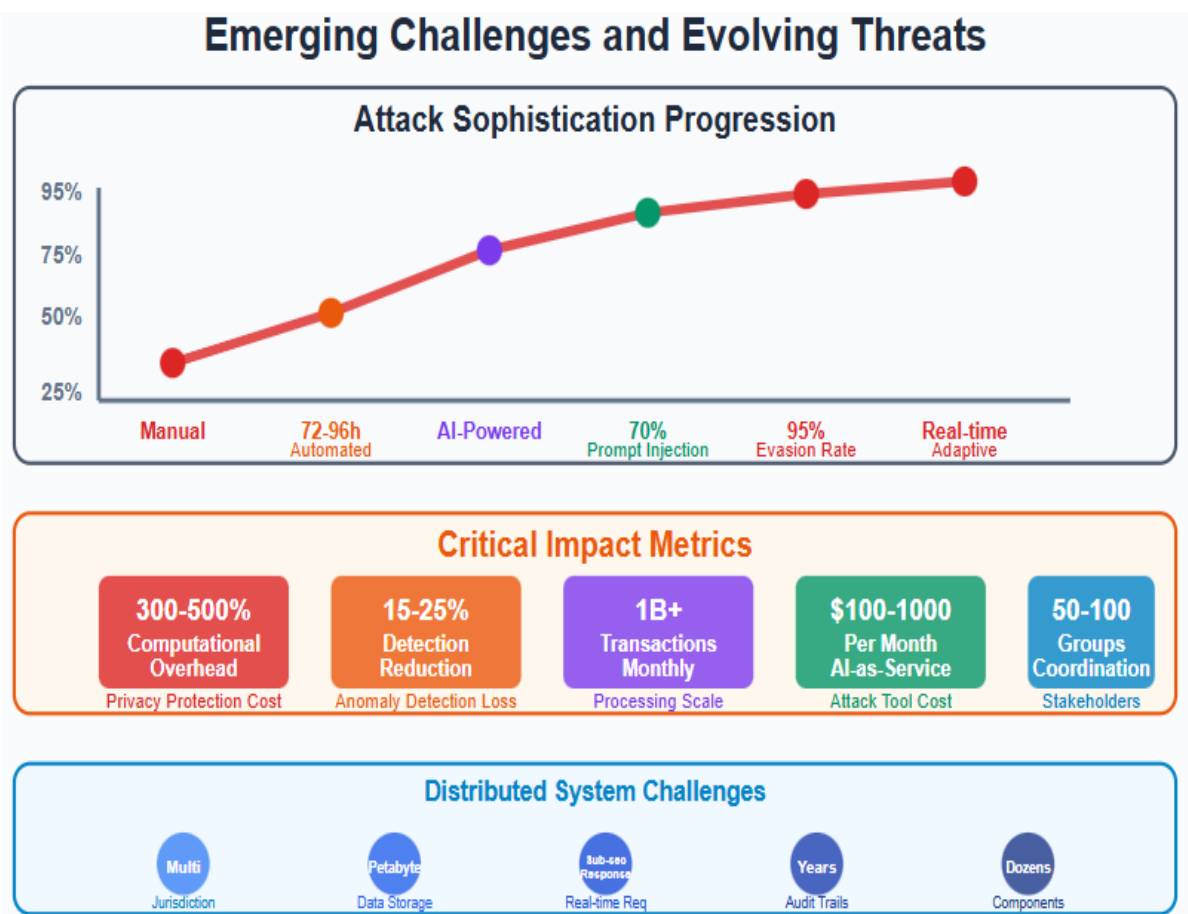 Emerging Challenges and Evolving Threats
Attack Sophistication Progression
95%
75%
50%
25%
Manual
72-96h
Automated
AI-Powered
70%
Prompt Injection
95%
Evasion Rate
Real-time
Adaptive
Critical Impact Metrics
300-500%
Computational
Overhead
Privacy Protection Cost
15-25%
Detection
Reduction
Anomaly Detection Loss
1B+
Transactions
Monthly
Processing Scale
$100-1000
Per Month
AI-as-Service
Attack Tool Cost
50-100
Groups
Coordination
Stakeholders
Distributed System Challenges
Multi
Jurisdiction
Petabyte
Data Storage
Sub-sec
Response
Real-time Req
Years
Audit Trails
Dozens
Components